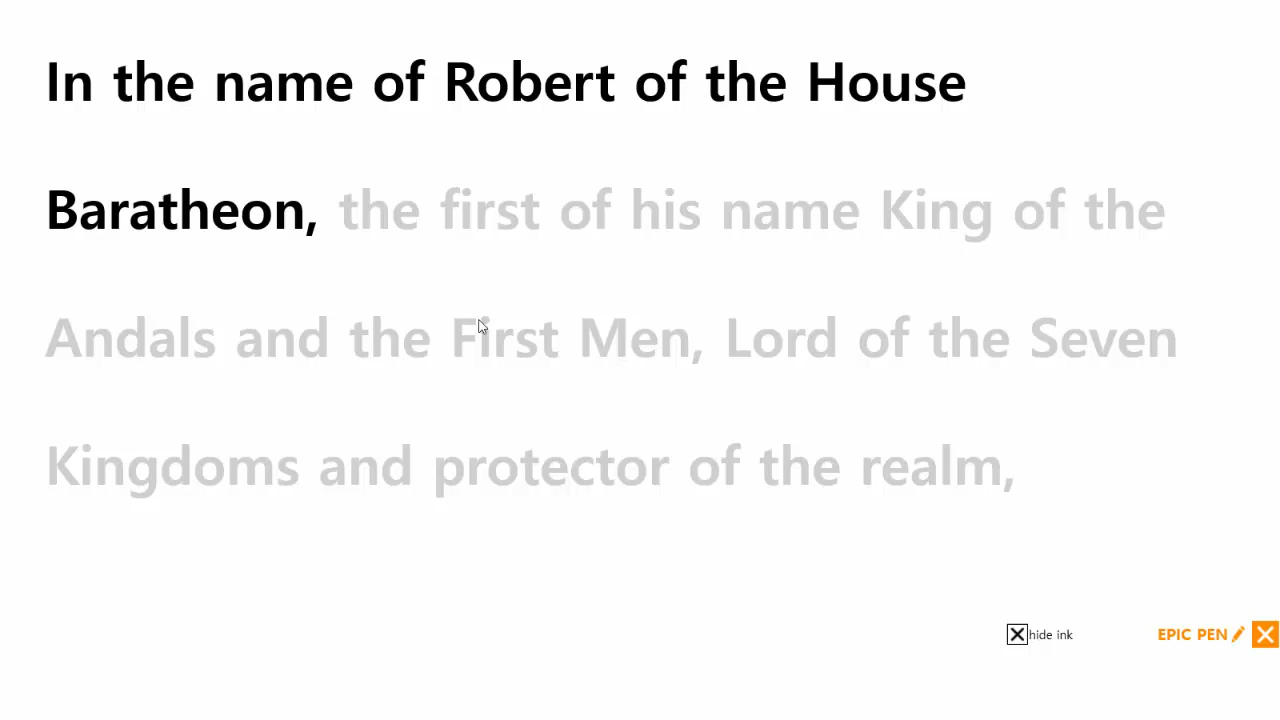 In the name of Robert of the House
Baratheon, the first of his name King of the
Andals and the First Men, Lord of the Seven
Kingdoms and protector of the realm,
hide ink
EPIC PEN